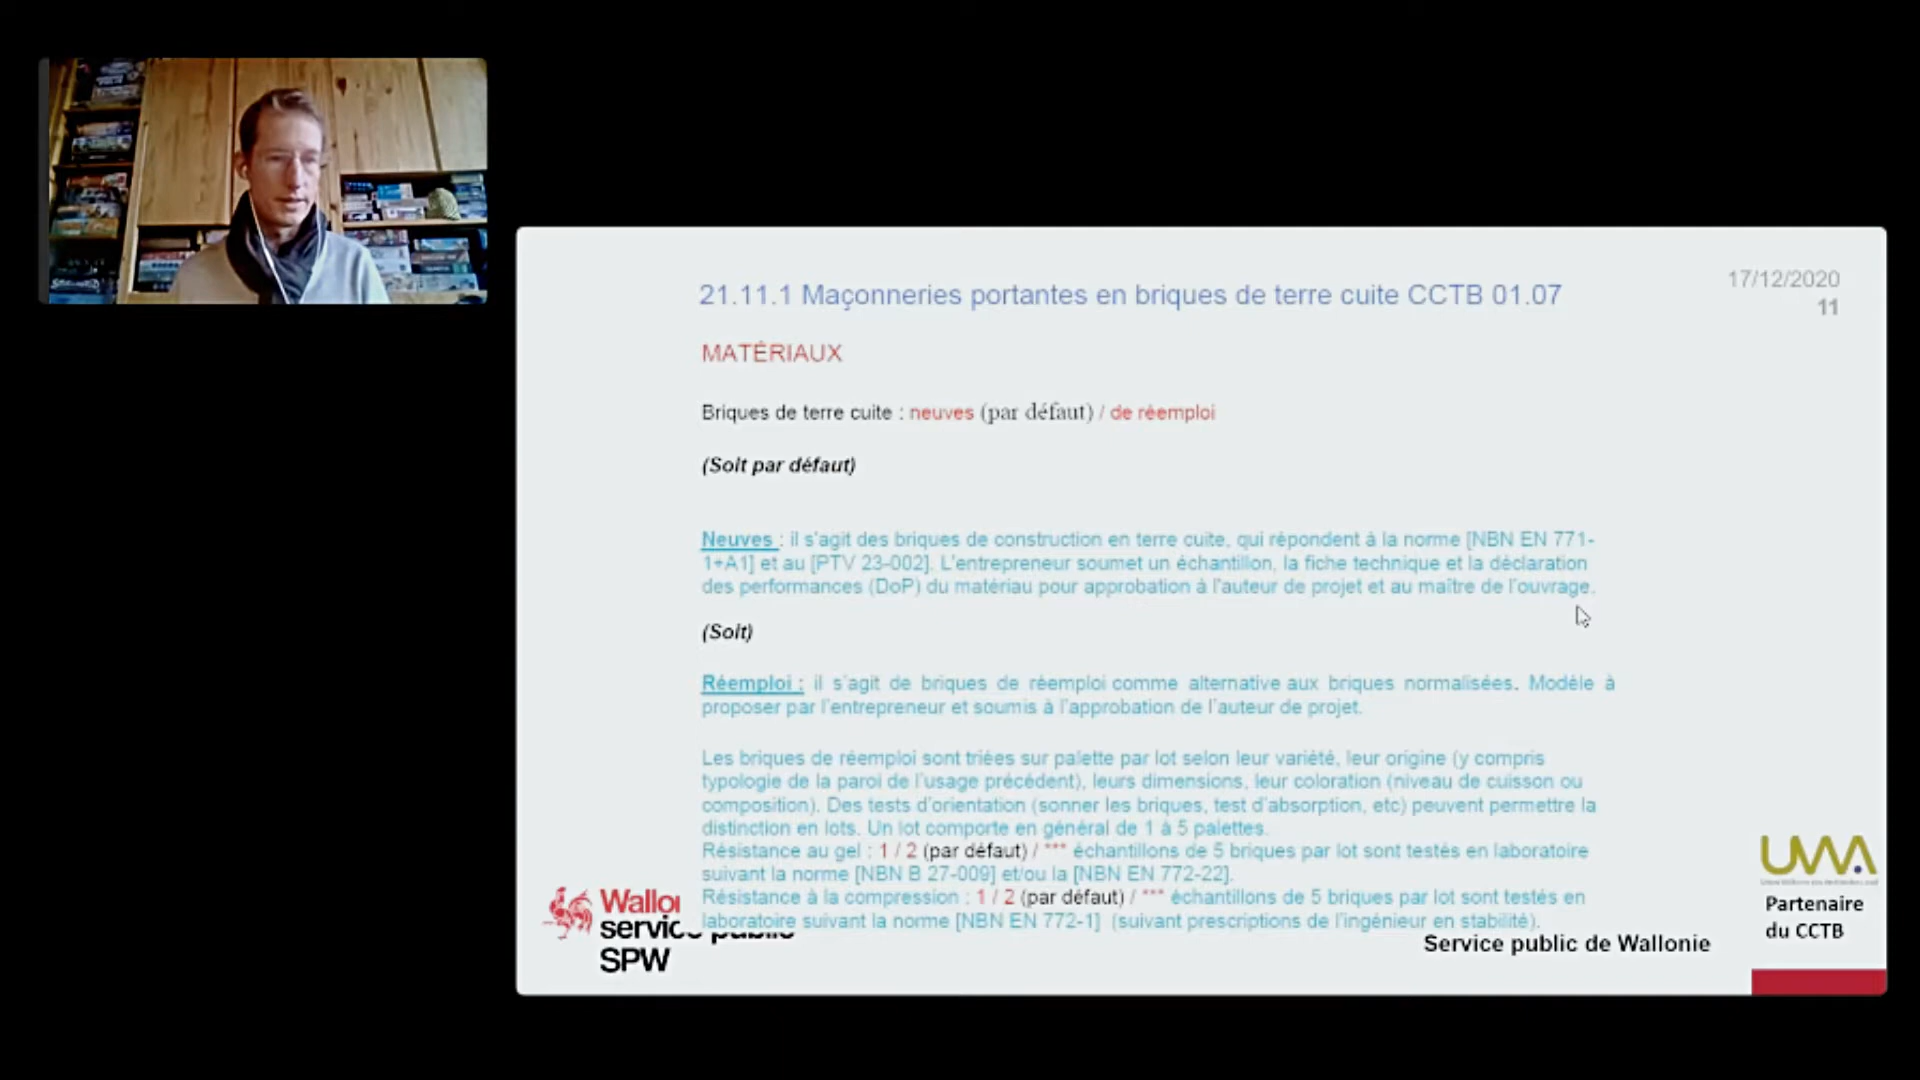 17/12/2020
11
21.11.1 Maçonneries portantes en briques de terre cuite CCTB 01.07
MATÉRIAUX
Briques de terre cuite : neuves (par défaut) / de réemploi
(Soit par défaut)
Neuves : il s'agit des briques de construction en terre cuite, qui répondent à la norme [NBN EN 771-
1+A1] et au [PTV 23-002]. L'entrepreneur soumet un échantillon, la fiche technique et la déclaration
des performances (DoP) du matériau pour approbation à l'auteur de projet et au maître de l'ouvrage.
(Soit)
Réemploi : il s'agit de briques de réemploi comme alternative aux briques normalisées. Modèle à
proposer par l'entrepreneur et soumis à l'approbation de l'auteur de projet.
Les briques de réemploi sont triées sur palette par lot selon leur variété, leur origine (y compris
typologie de la paroi de l'usage précédent), leurs dimensions, leur coloration (niveau de cuisson ou
composition). Des tests d'orientation (sonner les briques, test d'absorption, etc) peuvent permettre la
distinction en lots. Un lot comporte en général de 1 à 5 palettes.
Résistance au gel : 1 / 2 (par défaut) / *** échantillons de 5 briques par lot sont testés en laboratoire
suivant la norme [NBN B 27-009] et/ou la [NBN EN 772-22].
Résistance à la compression : 1 / 2 (par défaut) / *** échantillons de 5 briques par lot sont testés en
laboratoire suivant la norme [NBN EN 772-1] (suivant prescriptions de l'ingénieur en stabilité).
Wallo
service public
SPW
Service public de Wallonie
UWA
Partenaire
du CCTB